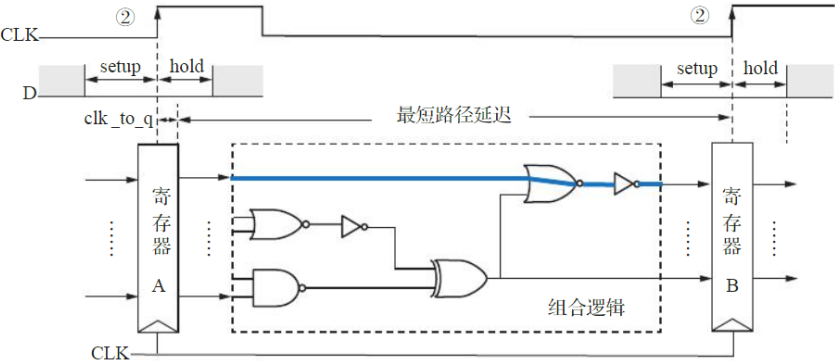 ②
②
CLK
setup
hold
setup
hold
D
clk_to_q
最短路径延迟
寄存器
A
……
……
……
寄存器
B
……
组合逻辑
CLK